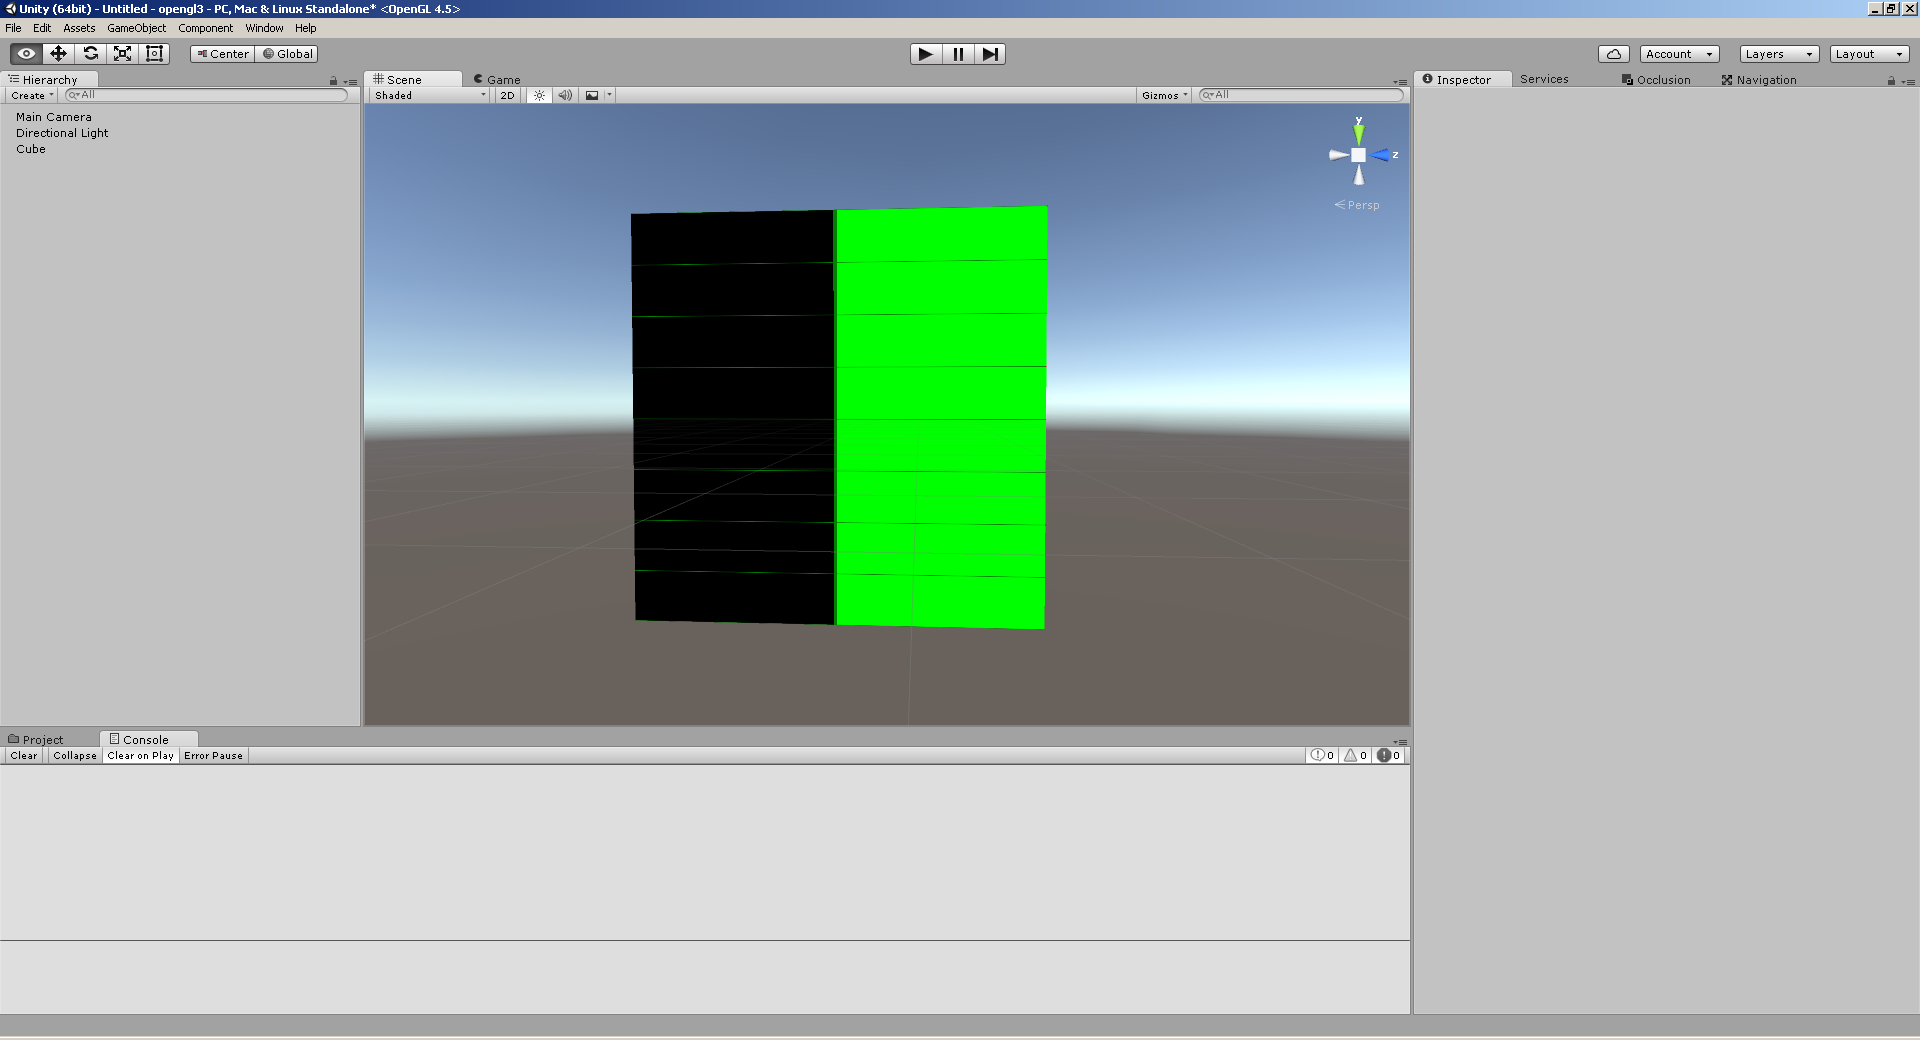 Unity (64bit) - Untitled - opengl3 - PC, Mac & Linux Standalone* <OpenGL 4.5>
File Edit Assets GameObject Component Window Help
Center Global Account Layers Layout
Hierarchy Scene Game Inspector Services Occlusion Navigation
Create All Shaded 2D Gizmos All
Main Camera
Directional Light
Cube
y
z
Persp
Project Console
Clear Collapse Clear on Play Error Pause 0 0 0